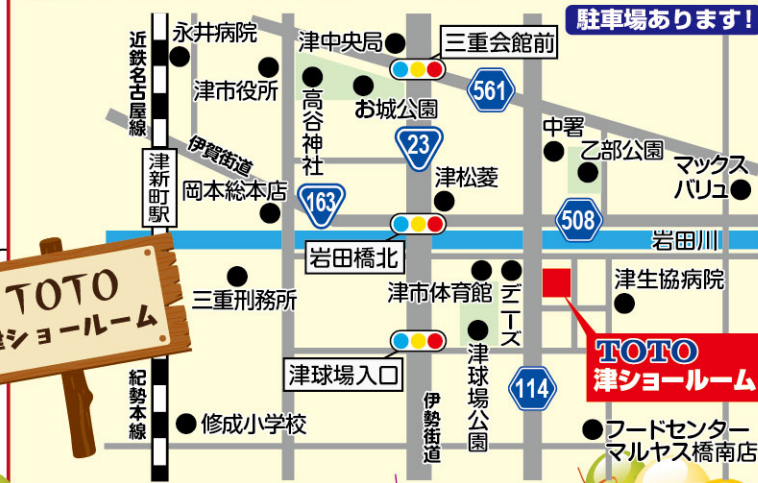 駐車場あります!
永井病院
津中央局
三重会館前
近鉄名古屋線
津市役所
高谷神社
お城公園
561
中署
乙部公園
マックス
バリュ
伊賀街道
23
津新町駅
岡本総本店
163
津松菱
508
岩田橋北
岩田川
TOTO
津ショールーム
三重刑務所
津市体育館
デニーズ
津生協病院
津球場入口
津球場公園
TOTO
津ショールーム
紀勢本線
修成小学校
伊勢街道
114
フードセンター
マルヤス橋南店